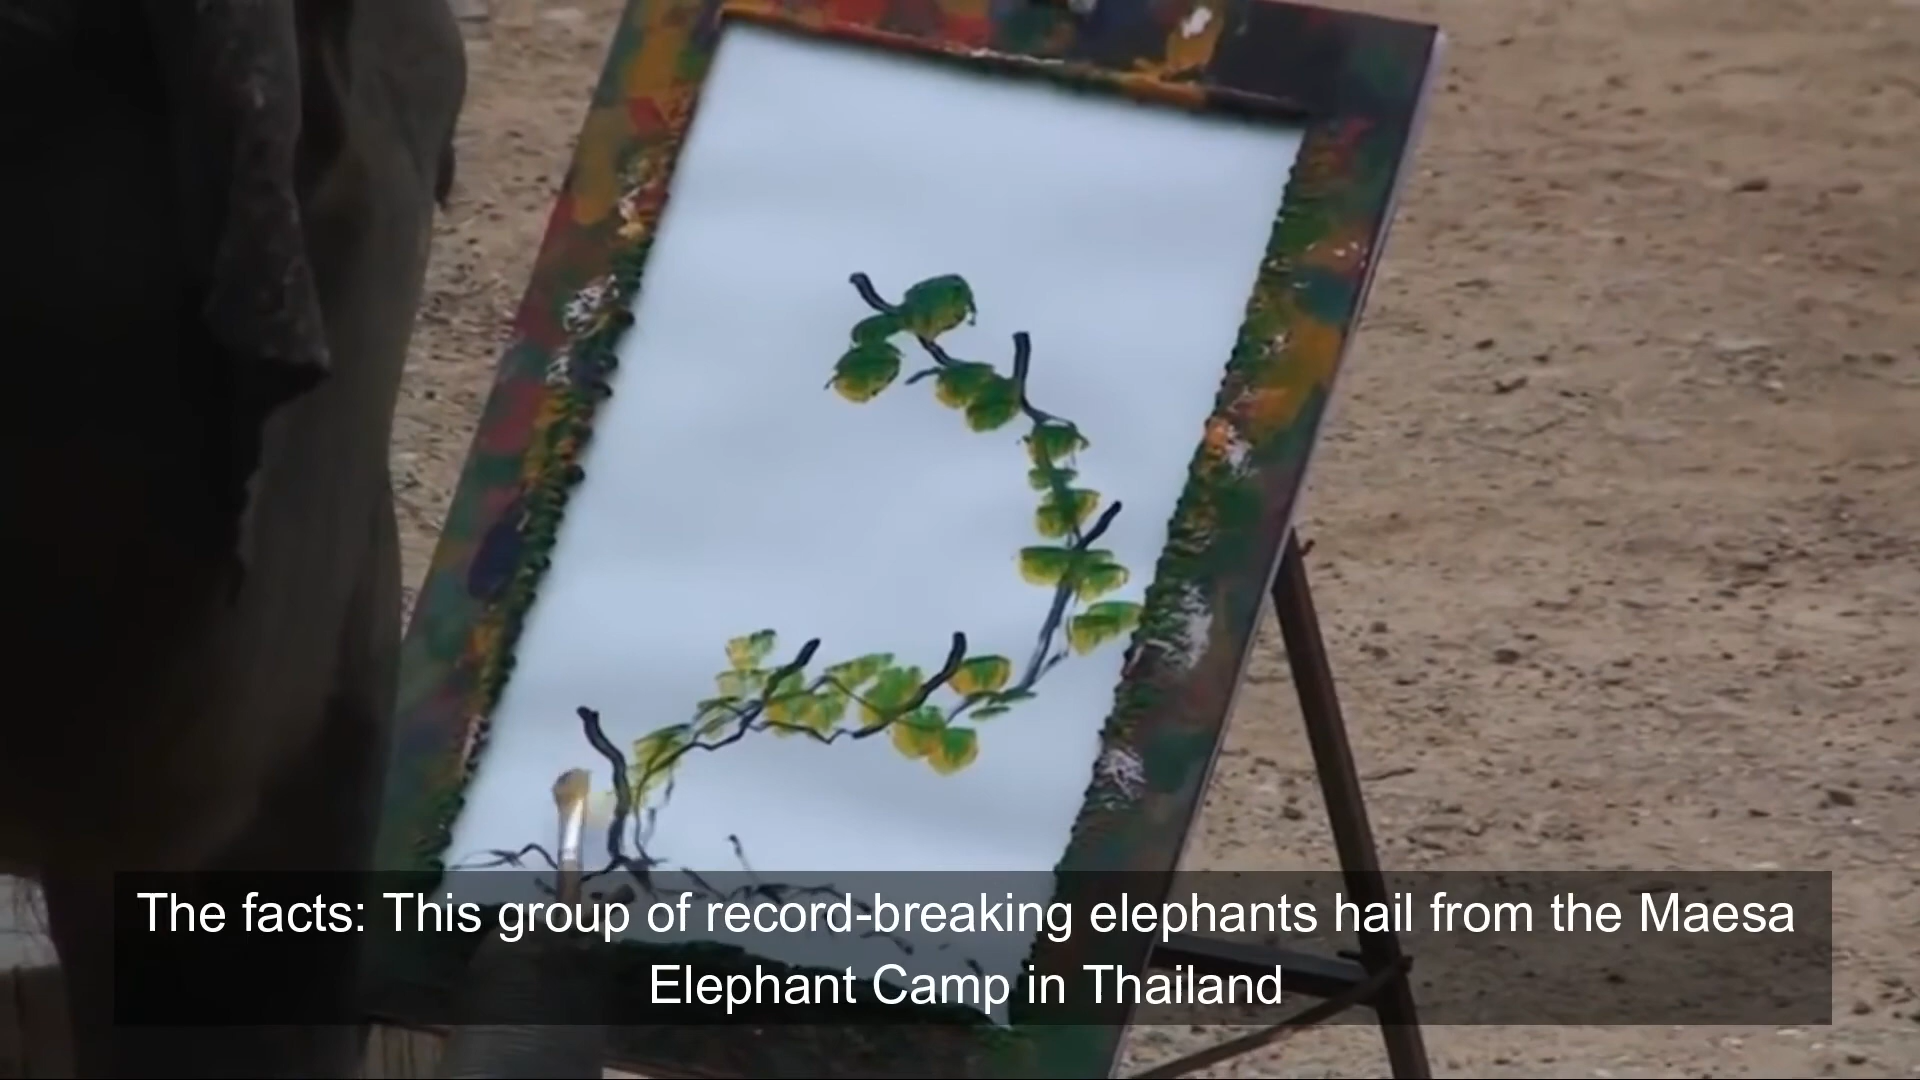 The facts: This group of record-breaking elephants hail from the Maesa
Elephant Camp in Thailand